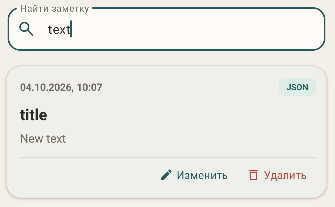 Найти заметку
text
04.10.2026, 10:07
JSON
title
New text
Изменить
Удалить